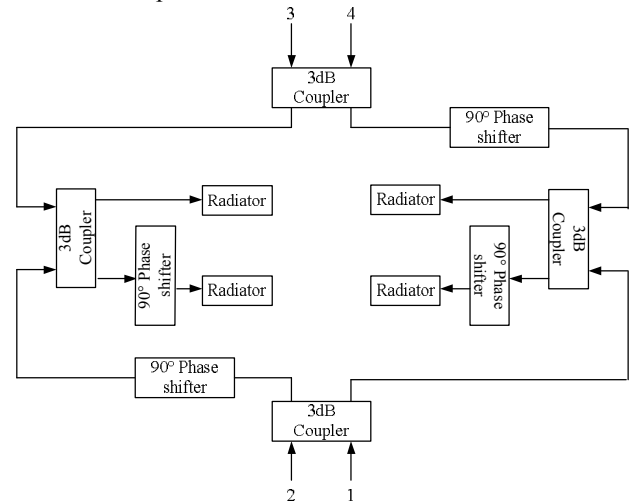 3 4
3dB
Coupler
90° Phase
shifter
Radiator
Radiator
3dB
Coupler
3dB
Coupler
90° Phase
shifter
90° Phase
shifter
Radiator
Radiator
90° Phase
shifter
3dB
Coupler
2 1